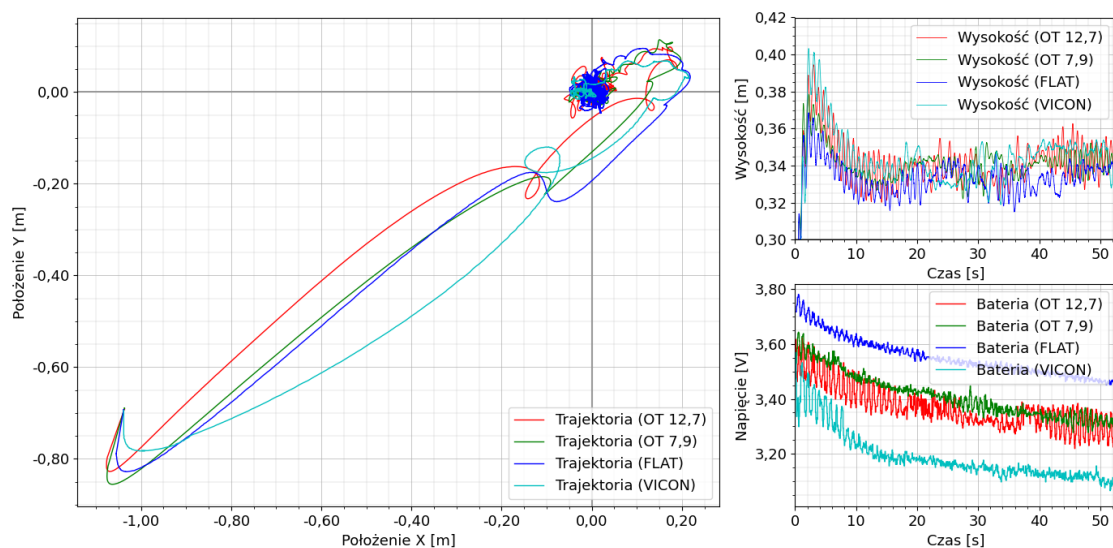 0,00
-0,20
-0,40
-0,60
-0,80
Położenie Y [m]
-1,00
-0,80
-0,60
-0,40
-0,20
0,00
0,20
Położenie X [m]
Trajektoria (OT 12,7)
Trajektoria (OT 7,9)
Trajektoria (FLAT)
Trajektoria (VICON)
0,42
0,40
0,38
0,36
0,34
0,32
0,30
Wysokość [m]
Wysokość (OT 12,7)
Wysokość (OT 7,9)
Wysokość (FLAT)
Wysokość (VICON)
0
10
20
30
40
50
Czas [s]
3,80
3,60
3,40
3,20
Napięcie [V]
Bateria (OT 12,7)
Bateria (OT 7,9)
Bateria (FLAT)
Bateria (VICON)
0
10
20
30
40
50
Czas [s]